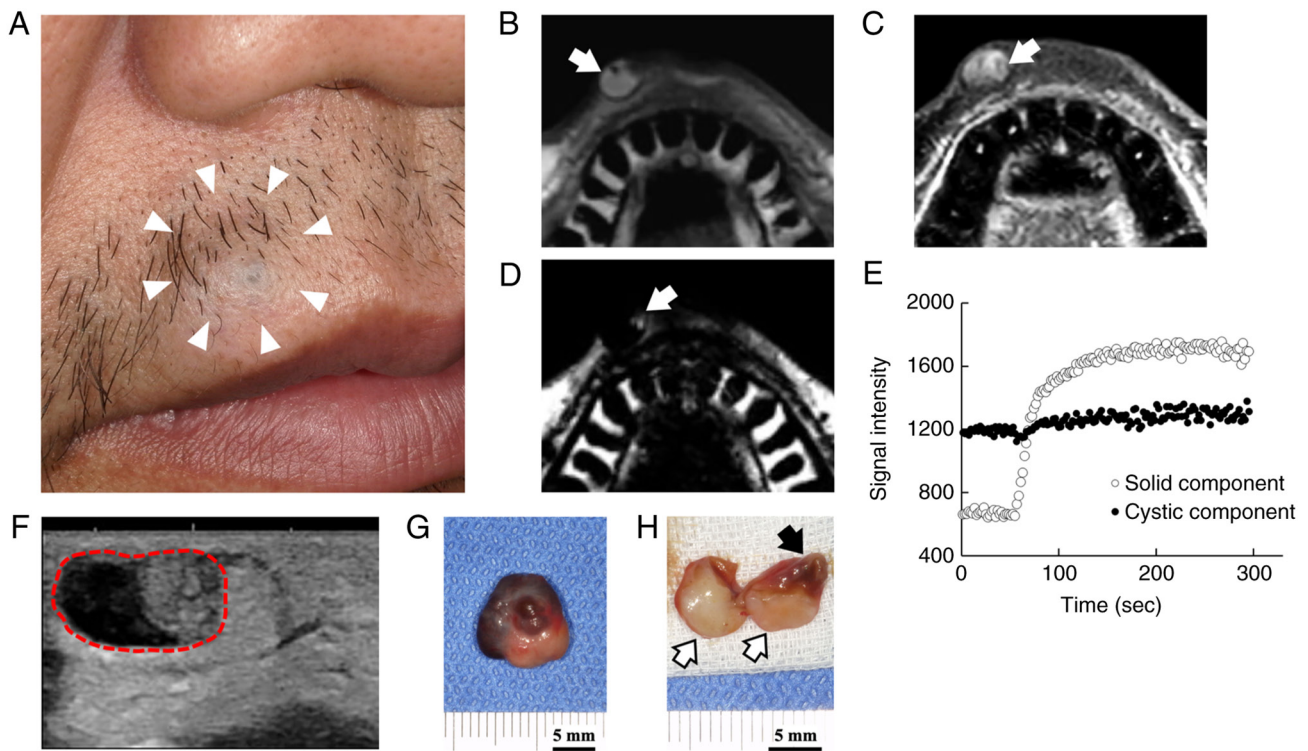 A
B
C
D
E
2000
1600
1200
800
400
Signal intensity
0
100
200
300
Time (sec)
Solid component
Cystic component
F
G
5 mm
H
5 mm